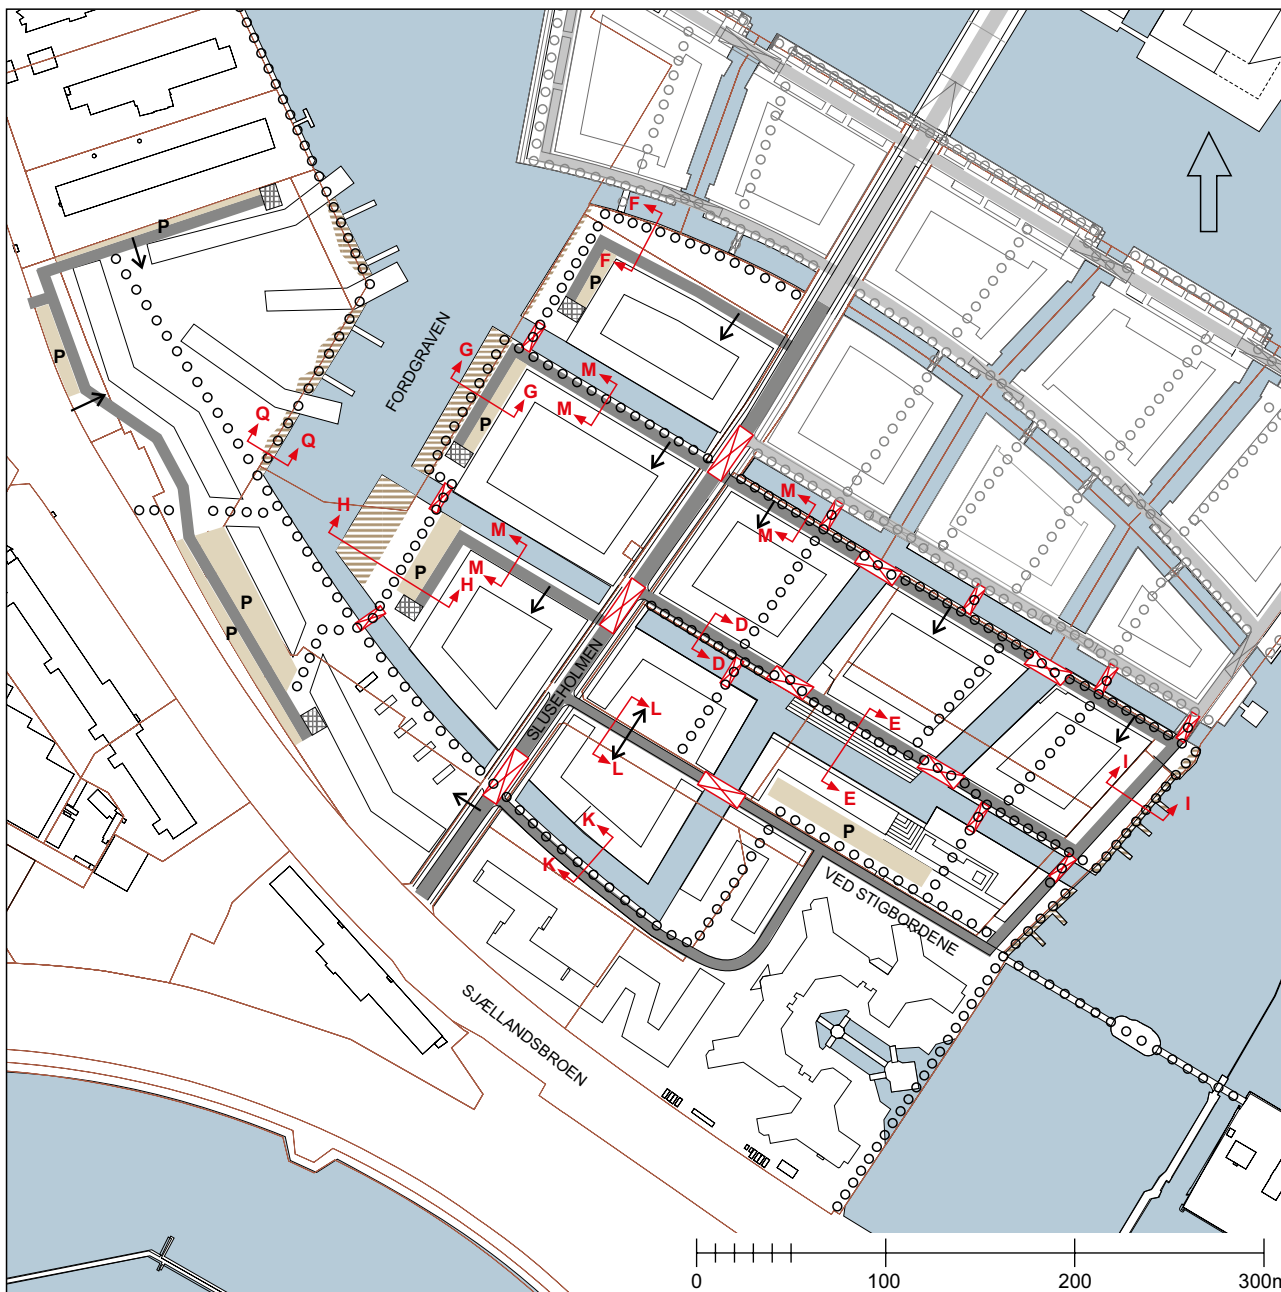 F
P
F
P
P
FORDGRAVEN
G
M
G
M
P
Q
Q
M
H
M
M
M
P
H
P
D
D
P
SLUSEHOLMEN
L
E
L
I
E
I
K
P
K
VED STIGBORDENE
SJÆLLANDSBROEN
0 100 200 300m